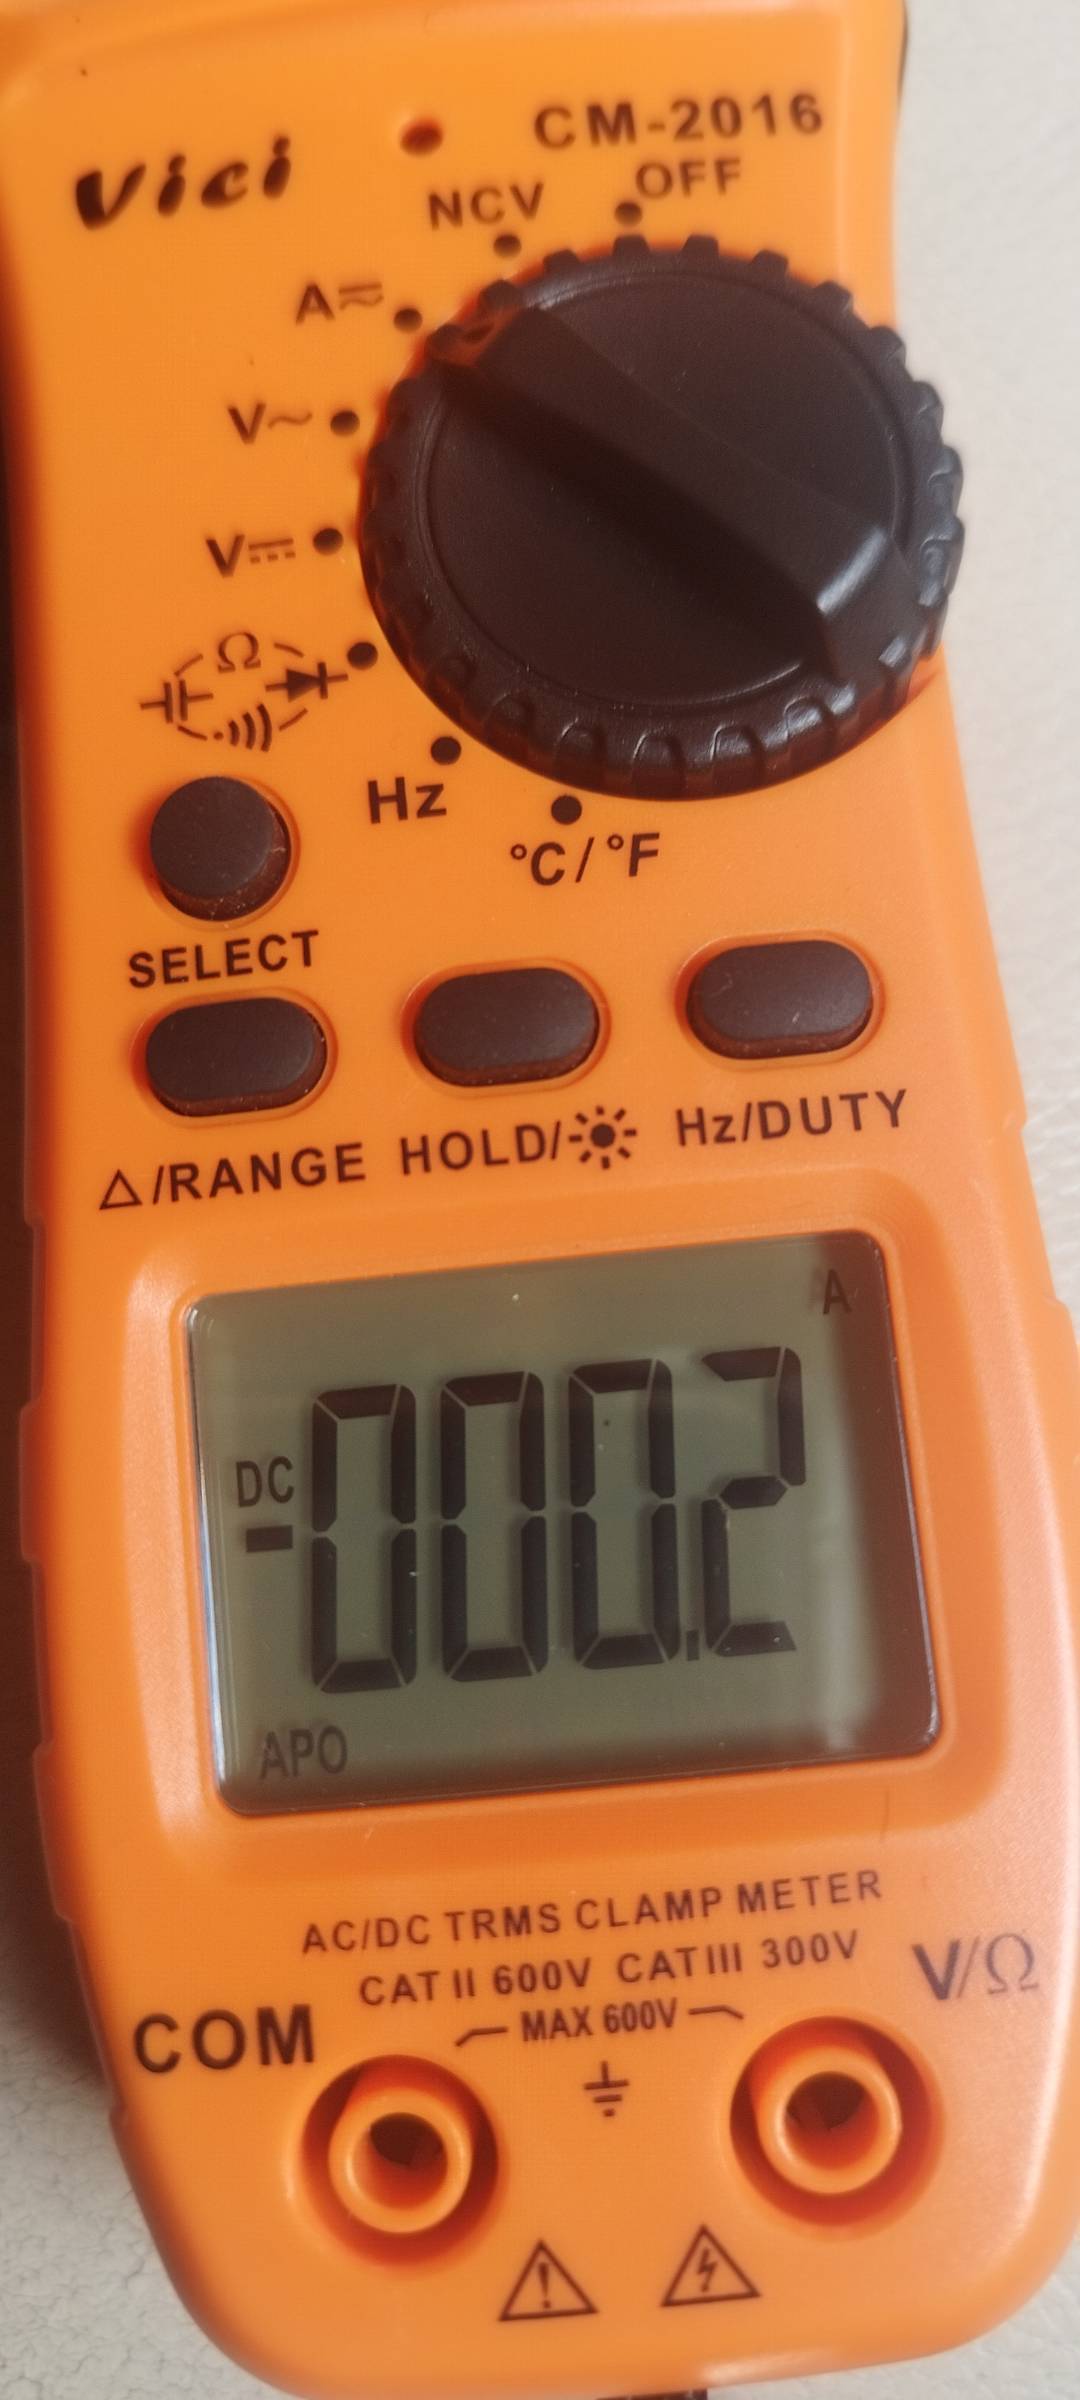 Vici
CM-2016
NCV
OFF
A
V~
V
Ω
Hz
°C/°F
SELECT
△/RANGE
HOLD/
Hz/DUTY
A
DC
-000.2
APO
AC/DC TRMS CLAMP METER
CAT II 600V CAT III 300V
MAX 600V
COM
V/Ω